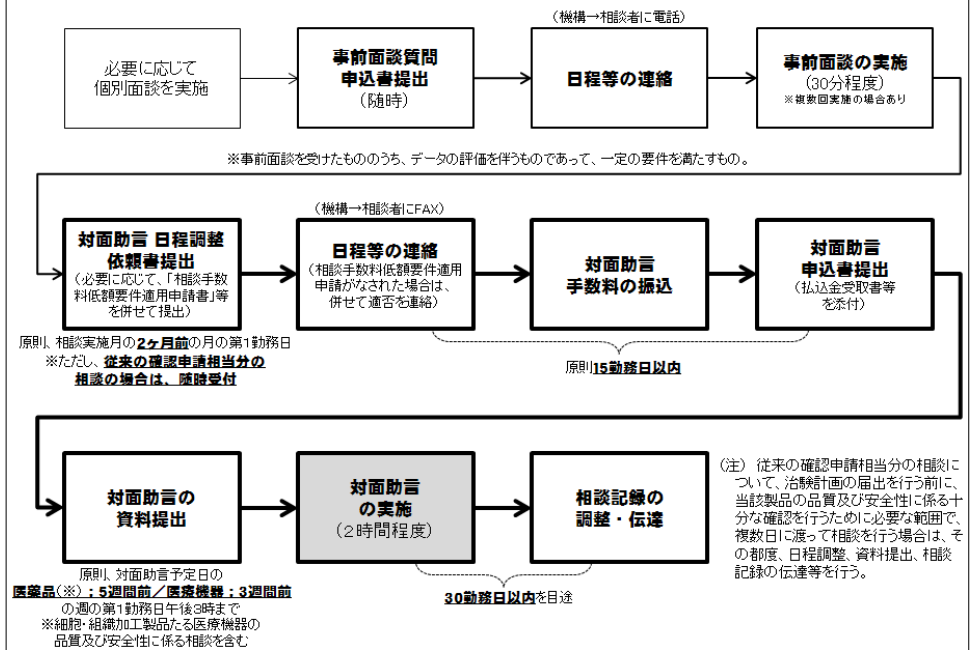 (機構→相談者に電話)
必要に応じて
個別面談を実施
事前面談質問
申込書提出
(随時)
日程等の連絡
事前面談の実施
(30分程度)
※複数回実施の場合あり
※事前面談を受けたもののうち、データの評価を伴うものであって、一定の要件を満たすもの。
対面助言 日程調整
依頼書提出
(必要に応じて、「相談手数
料低額要件適用申請書」等
を併せて提出)
原則、相談実施月の2ヶ月前の月の第1勤務日
※ただし、従来の確認申請相当分の
相談の場合は、随時受付
(機構→相談者にFAX)
日程等の連絡
(相談手数料低額要件適用
申請がなされた場合は、
併せて適否を連絡)
対面助言
手数料の振込
対面助言
申込書提出
(払込金受取書等
を添付)
原則15勤務日以内
対面助言の
資料提出
原則、対面助言予定日の
医薬品(※):5週間前/医療機器:3週間前
の週の第1勤務日午後3時まで
※細胞・組織加工製品たる医療機器の
品質及び安全性に係る相談を含む
対面助言
の実施
(2時間程度)
相談記録の
調整・伝達
30勤務日以内を目途
(注) 従来の確認申請相当分の相談につ
いて、治験計画の届出を行う前に、
当該製品の品質及び安全性に係る十
分な確認を行うために必要な範囲で、
複数日に渡って相談を行う場合は、そ
の都度、日程調整、資料提出、相談
記録の伝達等を行う。